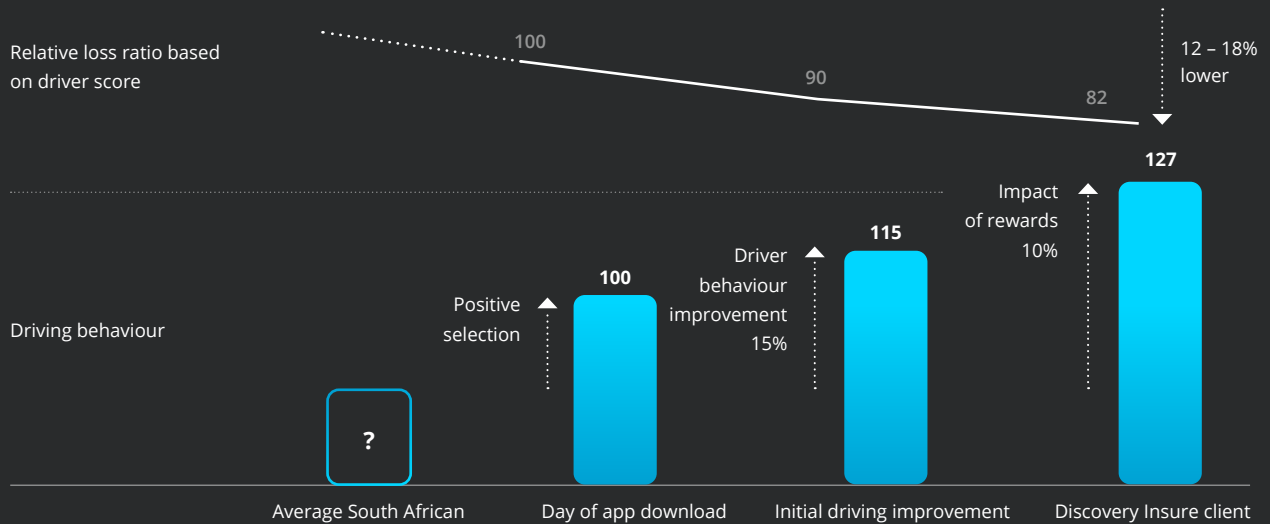 Relative loss ratio based
on driver score
100
90
82
12 – 18%
lower
Driving behaviour
?
Positive
selection
100
Driver
behaviour
improvement
15%
115
Impact
of rewards
10%
127
Average South African
Day of app download
Initial driving improvement
Discovery Insure client